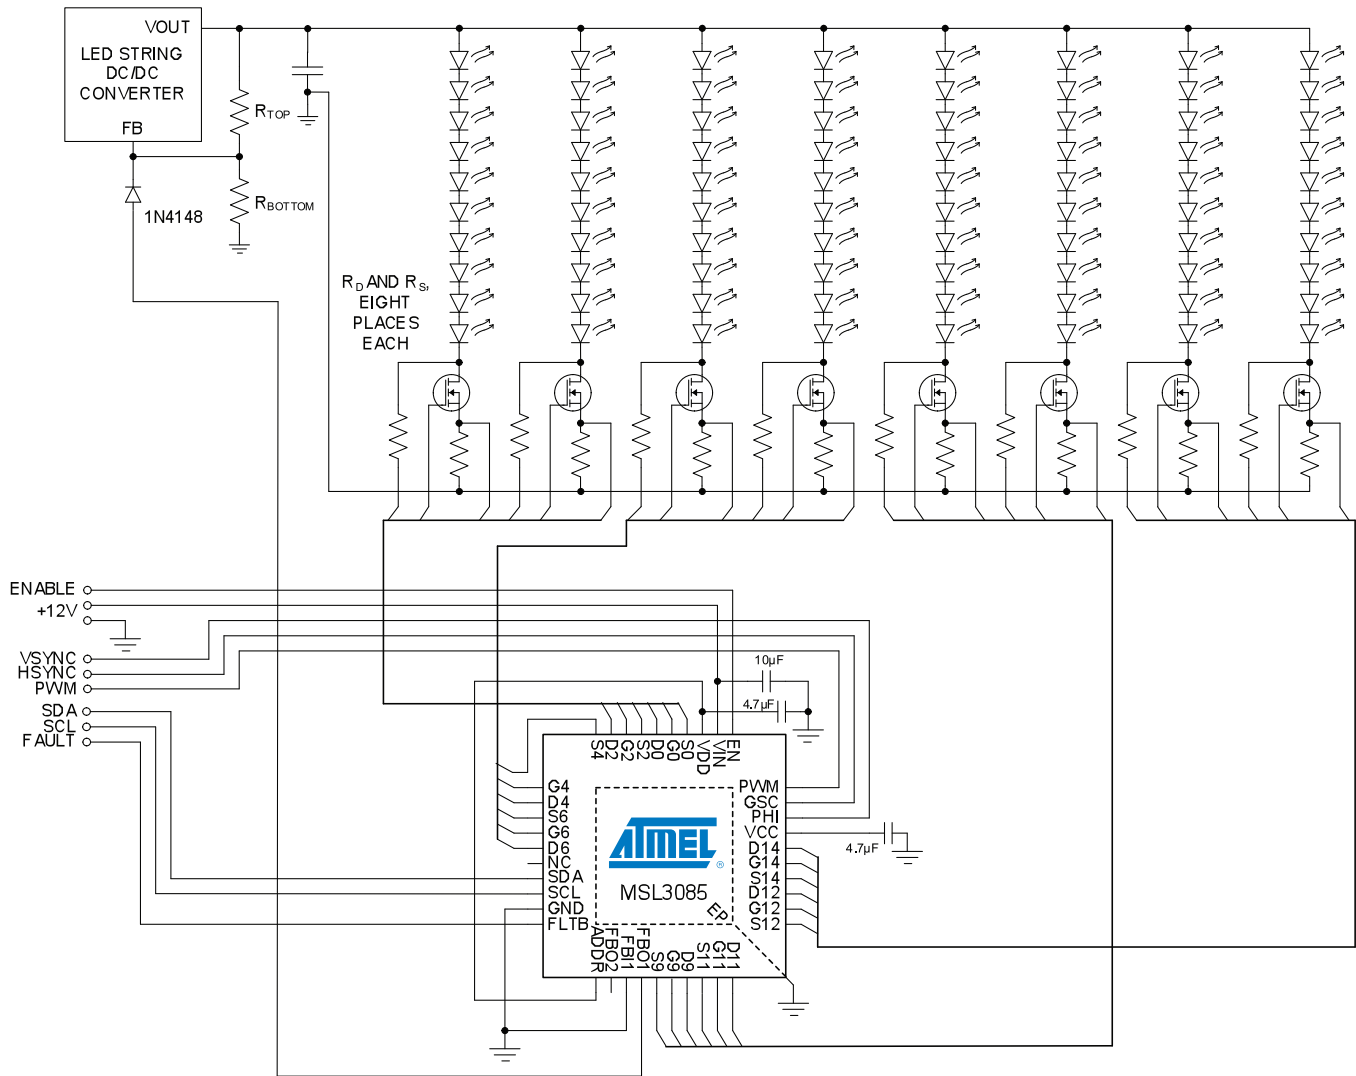 VOUT
LED STRING
DC/DC
CONVERTER
FB
RTOP
RBOTTOM
1N4148
RD AND RS,
EIGHT
PLACES
EACH
ENABLE
+12V
VSYNC
HSYNC
PWM
SDA
SCL
FAULT
10µF
4.7µF
S4
D2
G2
S2
D0
G0
S0
VDD
VIN
EN
G4
D4
S6
G6
D6
NC
SDA
SCL
GND
FLTB
PWM
GSC
PHI
VCC
D14
G14
S14
D12
G12
S12
4.7µF
ATMEL
®
MSL3085
EP
ADDR
FBO2
FBI1
FBO1
S9
G9
D9
S11
G11
D11